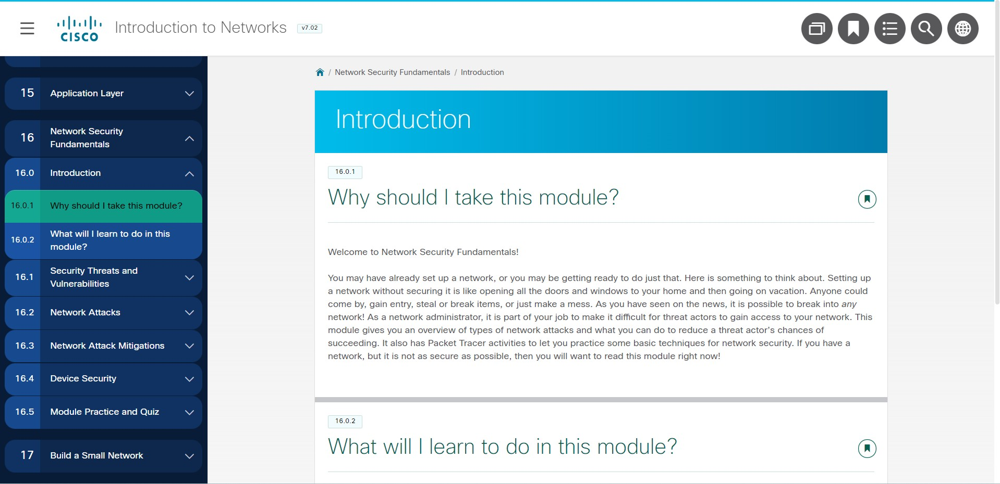 CISCO
Introduction to Networks
v7.02
15
Application Layer
16
Network Security
Fundamentals
16.0
Introduction
16.0.1
Why should I take this module?
16.0.2
What will I learn to do in this
module?
16.1
Security Threats and
Vulnerabilities
16.2
Network Attacks
16.3
Network Attack Mitigations
16.4
Device Security
16.5
Module Practice and Quiz
17
Build a Small Network
/ Network Security Fundamentals / Introduction
Introduction
16.0.1
Why should I take this module?
Welcome to Network Security Fundamentals!
You may have already set up a network, or you may be getting ready to do just that. Here is something to think about. Setting up
a network without securing it is like opening all the doors and windows to your home and then going on vacation. Anyone could
come by, gain entry, steal or break items, or just make a mess. As you have seen on the news, it is possible to break into any
network! As a network administrator, it is part of your job to make it difficult for threat actors to gain access to your network. This
module gives you an overview of types of network attacks and what you can do to reduce a threat actor’s chances of
succeeding. It also has Packet Tracer activities to let you practice some basic techniques for network security. If you have a
network, but it is not as secure as possible, then you will want to read this module right now!
16.0.2
What will I learn to do in this module?